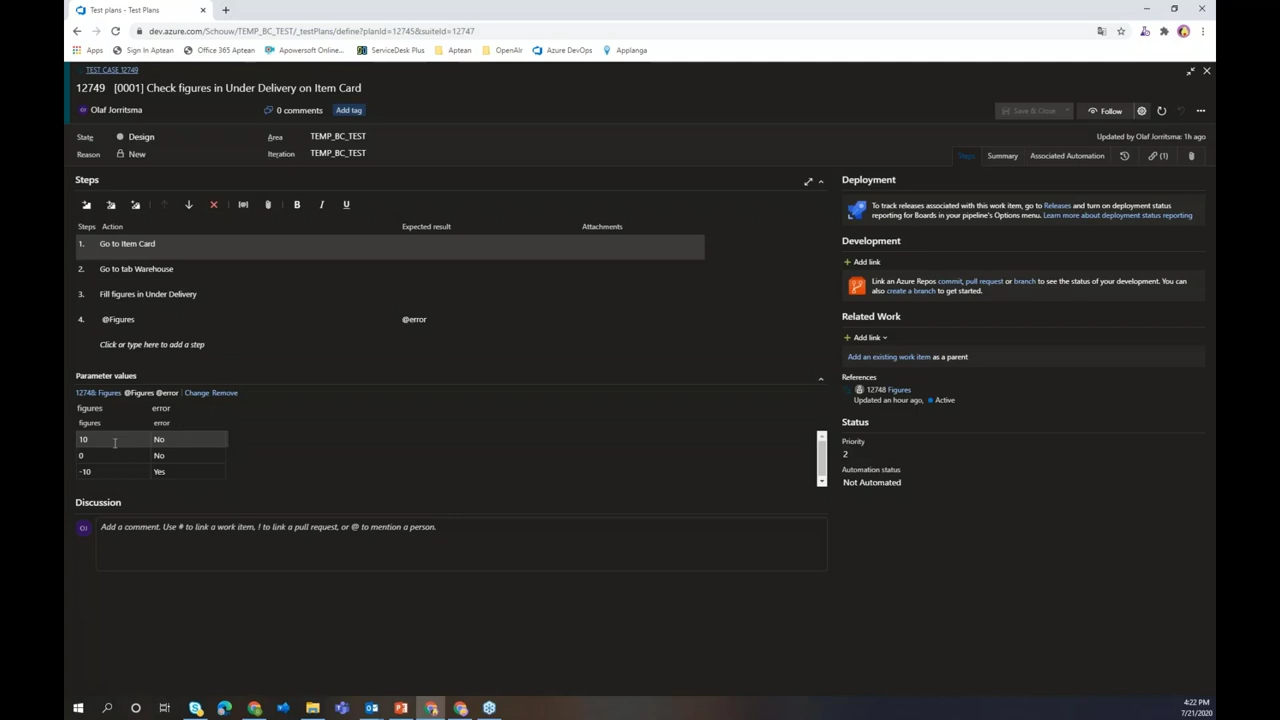 Test plans - Test Plans
dev.azure.com/Schouw/TEMP_BC_TEST/_testPlans/define?planId=12745&suiteId=12747
Apps Sign In Aptean Office 365 Aptean Apowersoft Online... ServiceDesk Plus Aptean OpenAir Azure DevOps Applanga
TEST CASE 12749
12749 [0001] Check figures in Under Delivery on Item Card
OJ Olaf Jorritsma 0 comments Add tag Save & Close Follow
State Design Area TEMP_BC_TEST Updated by Olaf Jorritsma: 1h ago
Reason New Iteration TEMP_BC_TEST
Steps Summary Associated Automation (1)
Steps
B I U
Steps Action Expected result Attachments
1. Go to Item Card
2. Go to tab Warehouse
3. Fill figures in Under Delivery
4. @Figures @error
Click or type here to add a step
Parameter values
12748: Figures @Figures @error | Change Remove
figures error
figures error
10 No
0 No
-10 Yes
Discussion
OJ Add a comment. Use # to link a work item, ! to link a pull request, or @ to mention a person.
Deployment
To track releases associated with this work item, go to Releases and turn on deployment status
reporting for Boards in your pipeline's Options menu. Learn more about deployment status reporting
Development
+ Add link
Link an Azure Repos commit, pull request or branch to see the status of your development. You can
also create a branch to get started.
Related Work
+ Add link
Add an existing work item as a parent
References
12748 Figures
Updated an hour ago, Active
Status
Priority
2
Automation status
Not Automated
4:22 PM
7/21/2020